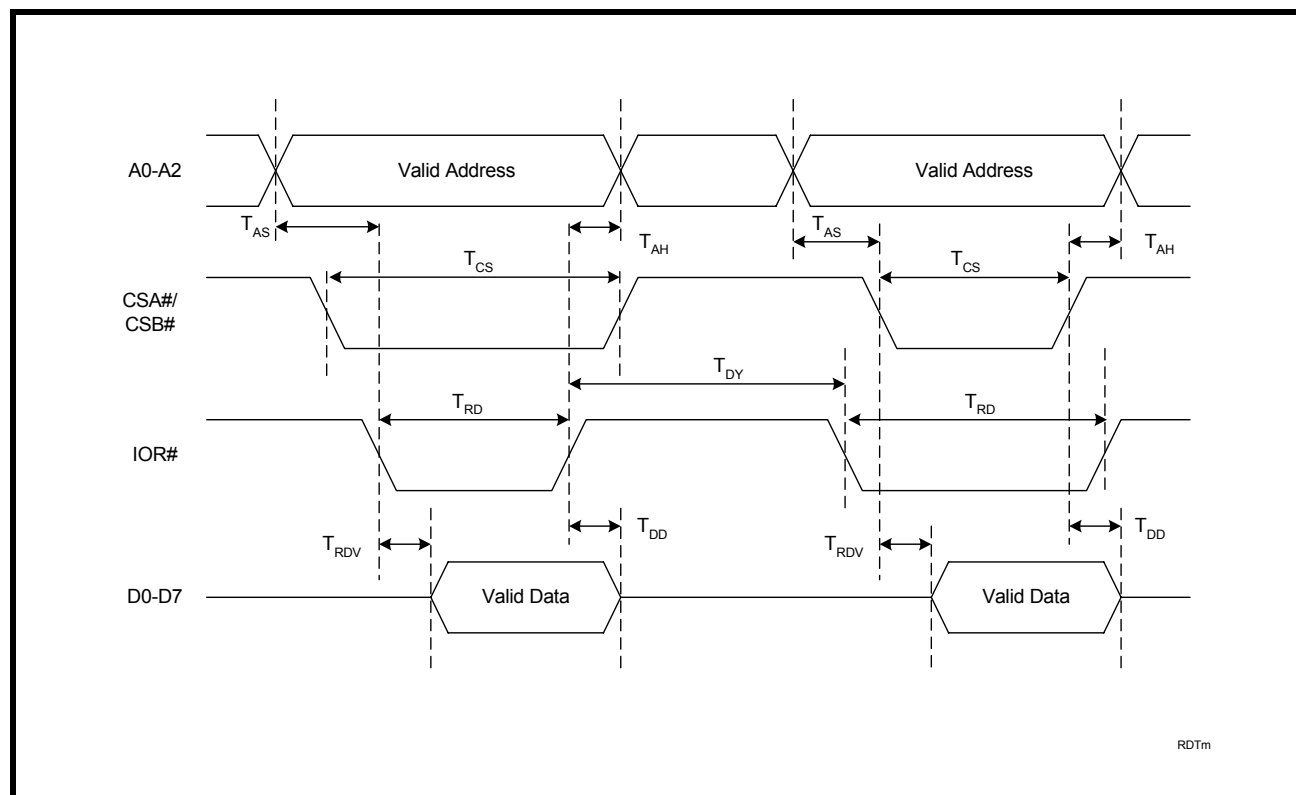 A0-A2
Valid Address
Valid Address
TAS
TAH
TAS
TAH
TCS
TCS
CSA#/
CSB#
TDY
TRD
TRD
IOR#
TRDV
TDD
TRDV
TDD
D0-D7
Valid Data
Valid Data
RDTm